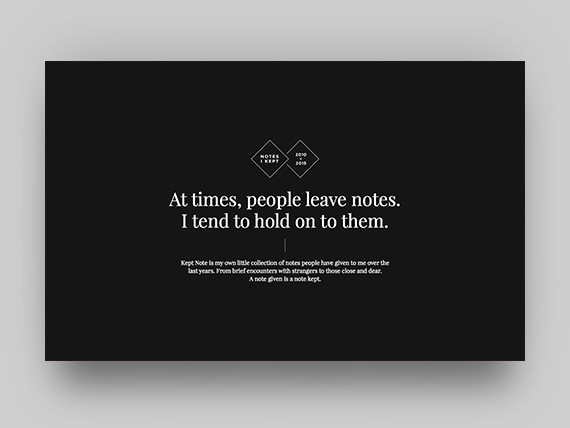 NOTES
I KEPT
2010
×
2015
At times, people leave notes.
I tend to hold on to them.
Kept Note is my own little collection of notes people have given to me over the
last years. From brief encounters with strangers to those close and dear.
A note given is a note kept.